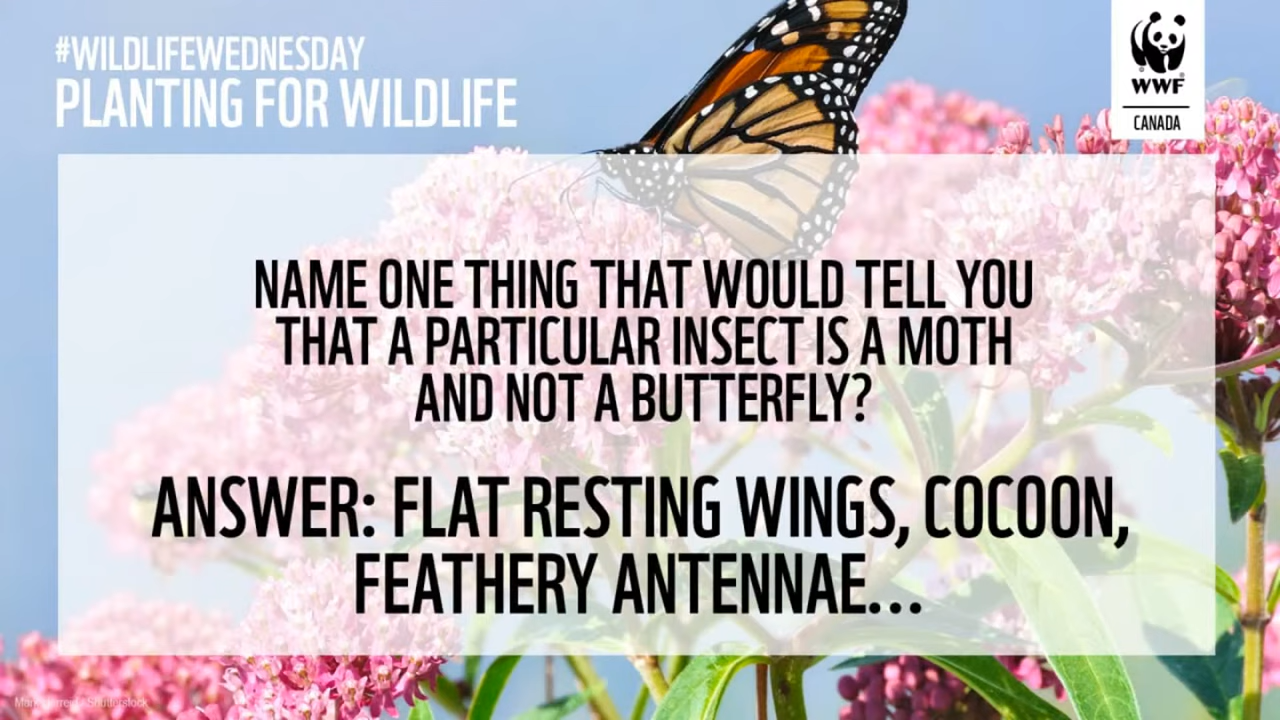 #WILDLIFEWEDNESDAY
PLANTING FOR WILDLIFE
WWF
CANADA
NAME ONE THING THAT WOULD TELL YOU
THAT A PARTICULAR INSECT IS A MOTH
AND NOT A BUTTERFLY?
ANSWER: FLAT RESTING WINGS, COCOON,
FEATHERY ANTENNAE...
/ Shutterstock